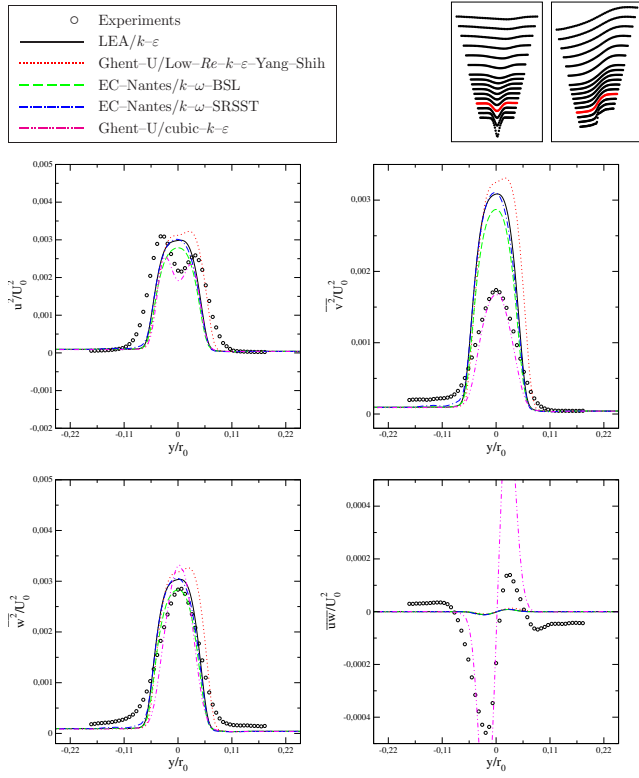 Experiments
LEA/k–ε
Ghent–U/Low–Re–k–ε–Yang–Shih
EC–Nantes/k–ω–BSL
EC–Nantes/k–ω–SRSST
Ghent–U/cubic–k–ε
0,005
0,004
0,003
0,002
0,001
0
-0,001
-0,002
u²/U₀²
-0,22 -0,11 0 0,11 0,22
y/r₀
0,003
0,002
0,001
0
v²/U₀²
-0,22 -0,11 0 0,11 0,22
y/r₀
0,005
0,004
0,003
0,002
0,001
0
w²/U₀²
-0,22 -0,11 0 0,11 0,22
y/r₀
0,0004
0,0002
0
-0,0002
-0,0004
uw/U₀²
-0,22 -0,11 0 0,11 0,22
y/r₀